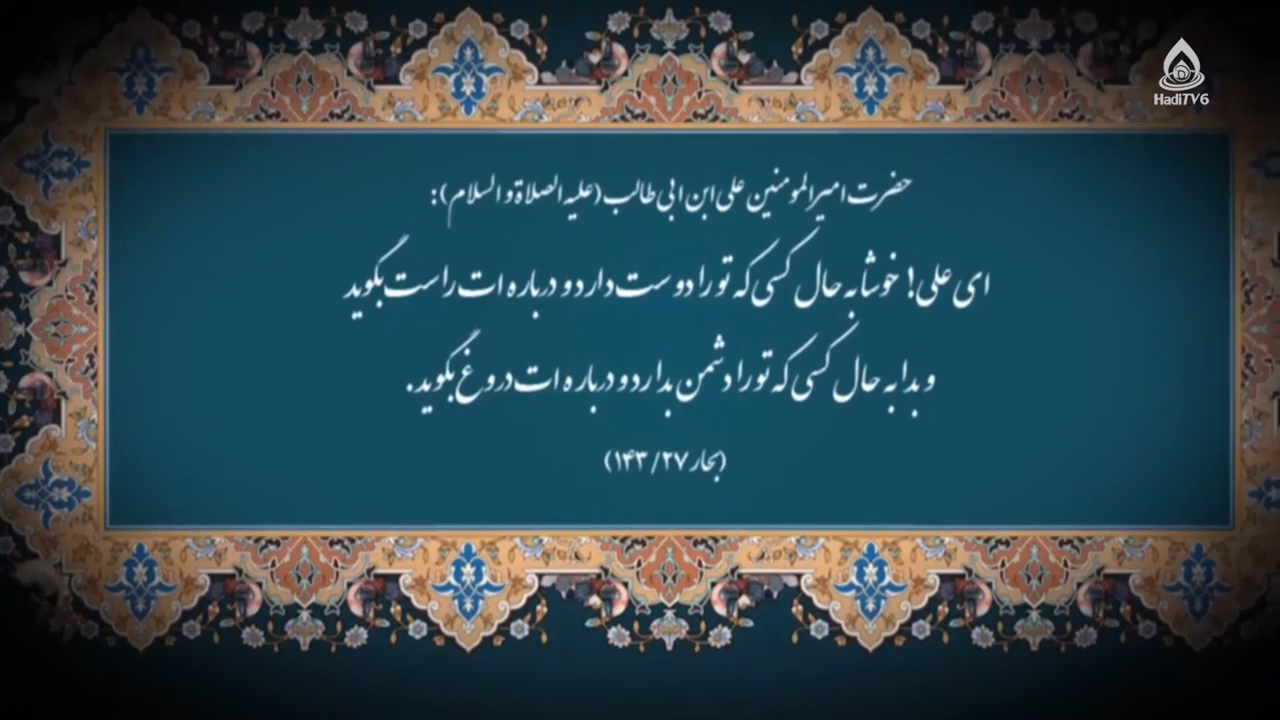 HadiTV6
حضرت امیرالمومنین علی ابن ابی طالب (علیه الصلاة و السلام):
ای علی! خوشا به حال کسی که تو را دوست دارد و درباره ات راست بگوید
و بدا به حال کسی که تو را دشمن بدارد و درباره ات دروغ بگوید.
(بحار ۲۷/ ۱۴۳)